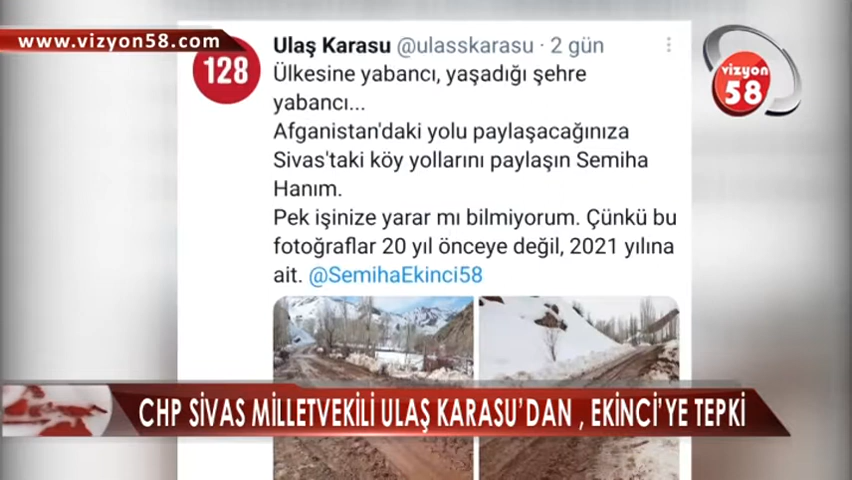 www.vizyon58.com
128
Ulaş Karasu @ulasskarasu · 2 gün
vizyon
58
Ülkesine yabancı, yaşadığı şehre
yabancı...
Afganistan'daki yolu paylaşacağınıza
Sivas'taki köy yollarını paylaşın Semiha
Hanım.
Pek işinize yarar mı bilmiyorum. Çünkü bu
fotoğraflar 20 yıl önceye değil, 2021 yılına
ait. @SemihaEkinci58
CHP SİVAS MİLLETVEKİLİ ULAŞ KARASU'DAN , EKİNCİ'YE TEPKİ